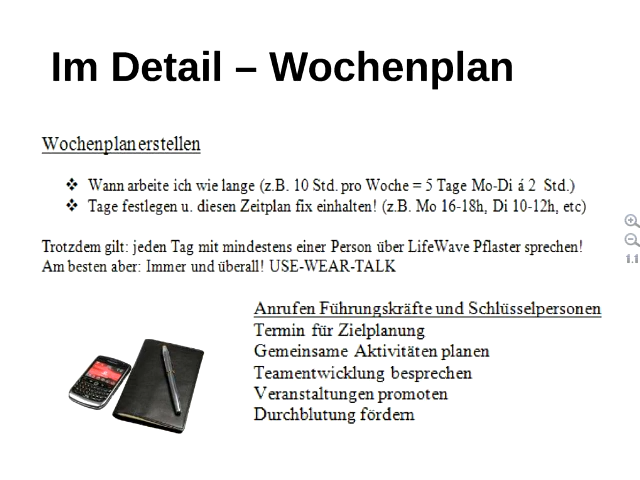 Im Detail – Wochenplan
Wochenplan erstellen
❖ Wann arbeite ich wie lange (z.B. 10 Std. pro Woche = 5 Tage Mo-Di á 2 Std.)
❖ Tage festlegen u. diesen Zeitplan fix einhalten! (z.B. Mo 16-18h, Di 10-12h, etc)
Trotzdem gilt: jeden Tag mit mindestens einer Person über LifeWave Pflaster sprechen!
Am besten aber: Immer und überall! USE-WEAR-TALK
Anrufen Führungskräfte und Schlüsselpersonen
Termin für Zielplanung
Gemeinsame Aktivitäten planen
Teamentwicklung besprechen
Veranstaltungen promoten
Durchblutung fördern
1:1